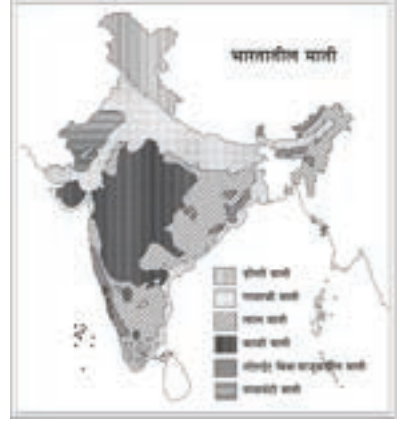 भारतातील माती
डोंगरी माती
गाळाची माती
लाल माती
काळी माती
माती
वाळवंटी माती